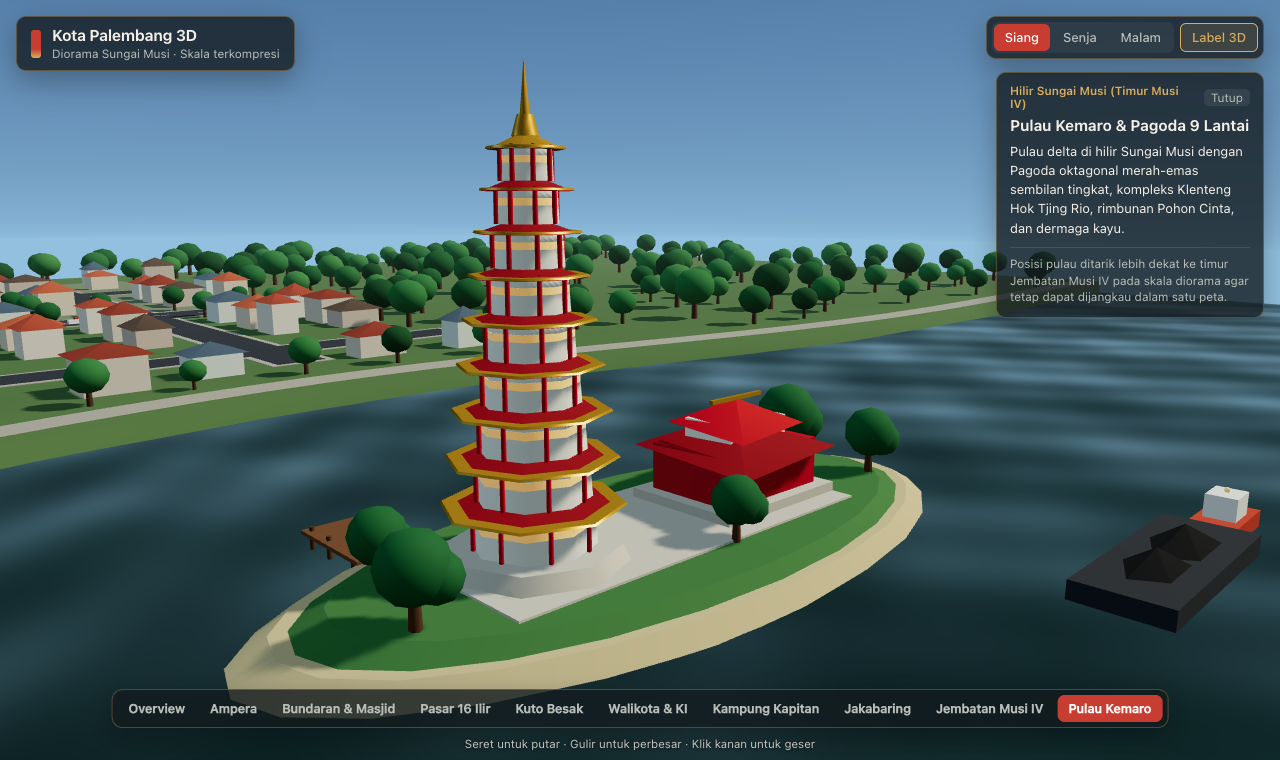 Kota Palembang 3D
Diorama Sungai Musi · Skala terkompresi
Siang
Senja
Malam
Label 3D
Hilir Sungai Musi (Timur Musi
IV)
Tutup
Pulau Kemaro & Pagoda 9 Lantai
Pulau delta di hilir Sungai Musi dengan
Pagoda oktagonal merah-emas
sembilan tingkat, kompleks Klenteng
Hok Tjing Rio, rimbunan Pohon Cinta,
dan dermaga kayu.
Posisi pulau ditarik lebih dekat ke timur
Jembatan Musi IV pada skala diorama agar
tetap dapat dijangkau dalam satu peta.
Overview
Ampera
Bundaran & Masjid
Pasar 16 Ilir
Kuto Besak
Walikota & KI
Kampung Kapitan
Jakabaring
Jembatan Musi IV
Pulau Kemaro
Seret untuk putar · Gulir untuk perbesar · Klik kanan untuk geser